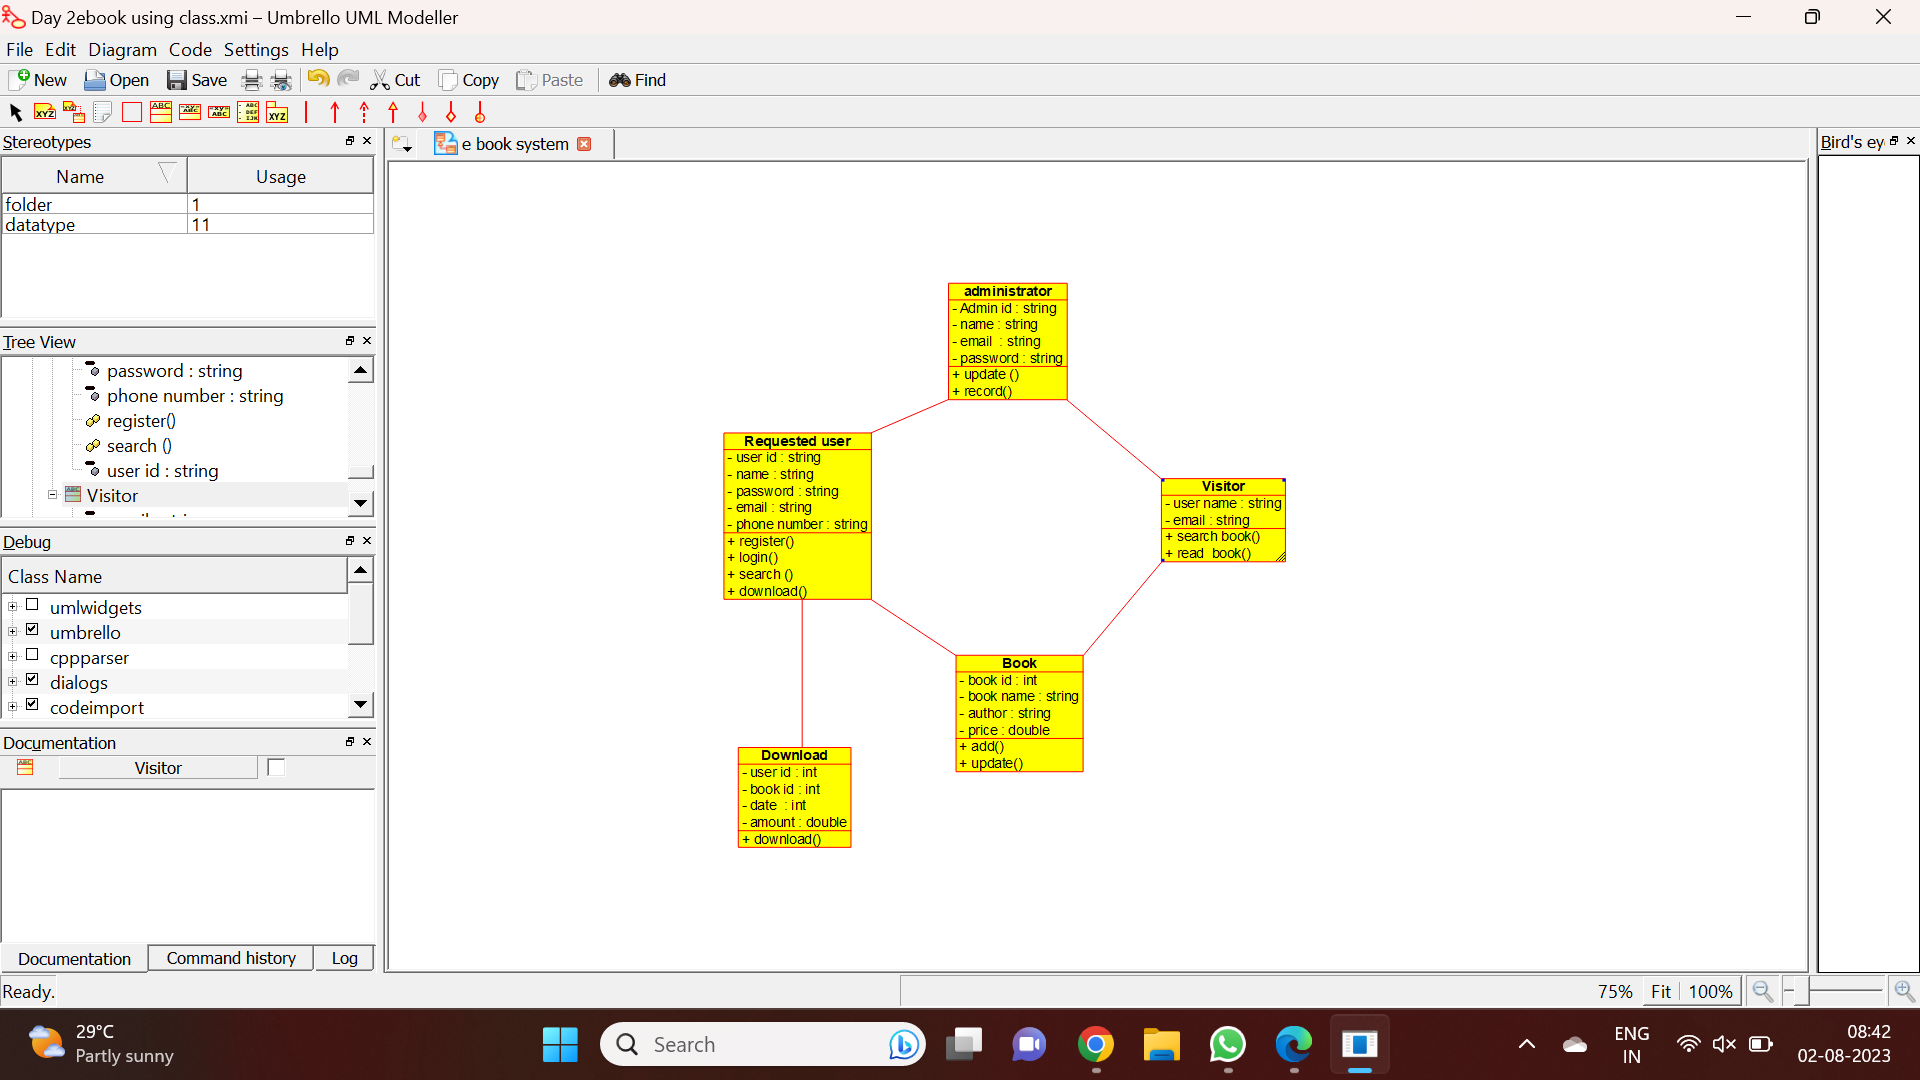 Day 2ebook using class.xmi – Umbrello UML Modeller
File Edit Diagram Code Settings Help
New Open Save Cut Copy Paste Find
Stereotypes
Name Usage
folder 1
datatype 11
Tree View
password : string
phone number : string
register()
search ()
user id : string
Visitor
Debug
Class Name
umlwidgets
umbrello
cppparser
dialogs
codeimport
Documentation
Visitor
Documentation Command history Log
Ready.
e book system
administrator
- Admin id : string
- name : string
- email  : string
- password : string
+ update ()
+ record()
Requested user
- user id : string
- name : string
- password : string
- email : string
- phone number : string
+ register()
+ login()
+ search ()
+ download()
Visitor
- user name : string
- email : string
+ search book()
+ read  book()
Book
- book id : int
- book name : string
- author : string
- price : double
+ add()
+ update()
Download
- user id : int
- book id : int
- date  : int
- amount : double
+ download()
Bird's ey
75% Fit 100%
29°C
Partly sunny
Search
ENG
IN
08:42
02-08-2023